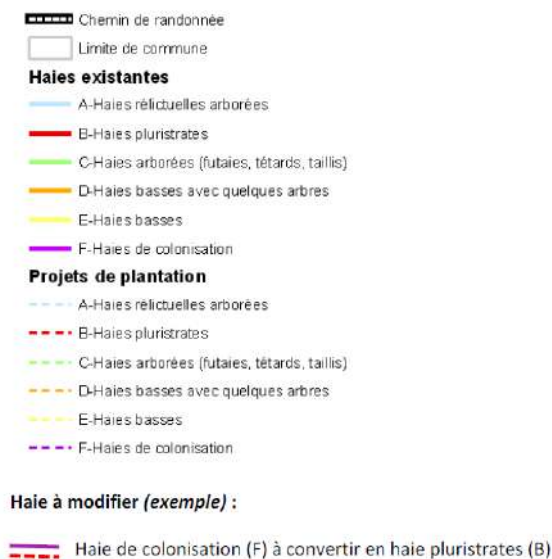 Chemin de randonnée
Limite de commune
Haies existantes
A-Haies rélictuelles arborées
B-Haies pluristrates
C-Haies arborées (futaies, tétards, taillis)
D-Haies basses avec quelques arbres
E-Haies basses
F-Haies de colonisation
Projets de plantation
A-Haies rélictuelles arborées
B-Haies pluristrates
C-Haies arborées (futaies, tétards, taillis)
D-Haies basses avec quelques arbres
E-Haies basses
F-Haies de colonisation
Haie à modifier (exemple) :
Haie de colonisation (F) à convertir en haie pluristrates (B)